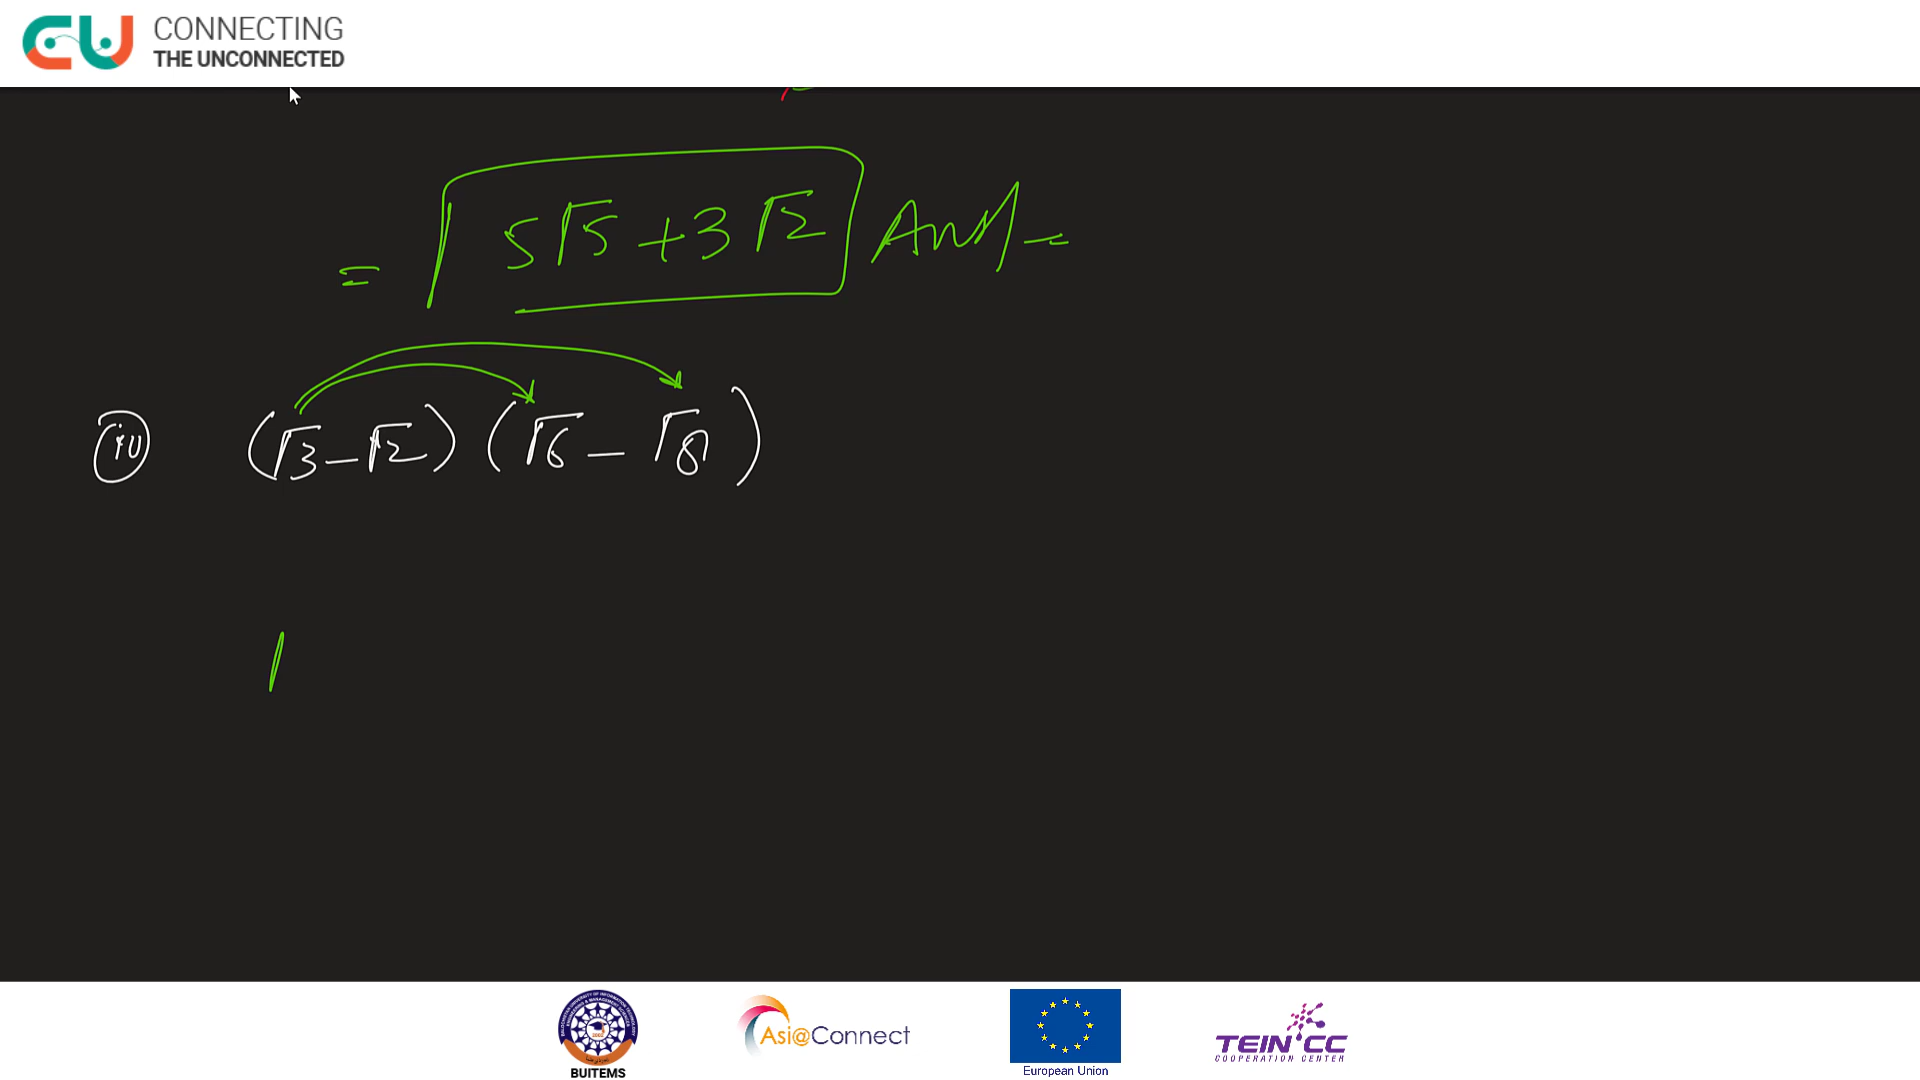 CONNECTING
THE UNCONNECTED
= 5√5 + 3√2 Ans
(iv) (√3 - √2) (√6 - √8)
BUITEMS
Asi@Connect
European Union
TEIN*CC
COOPERATION CENTER